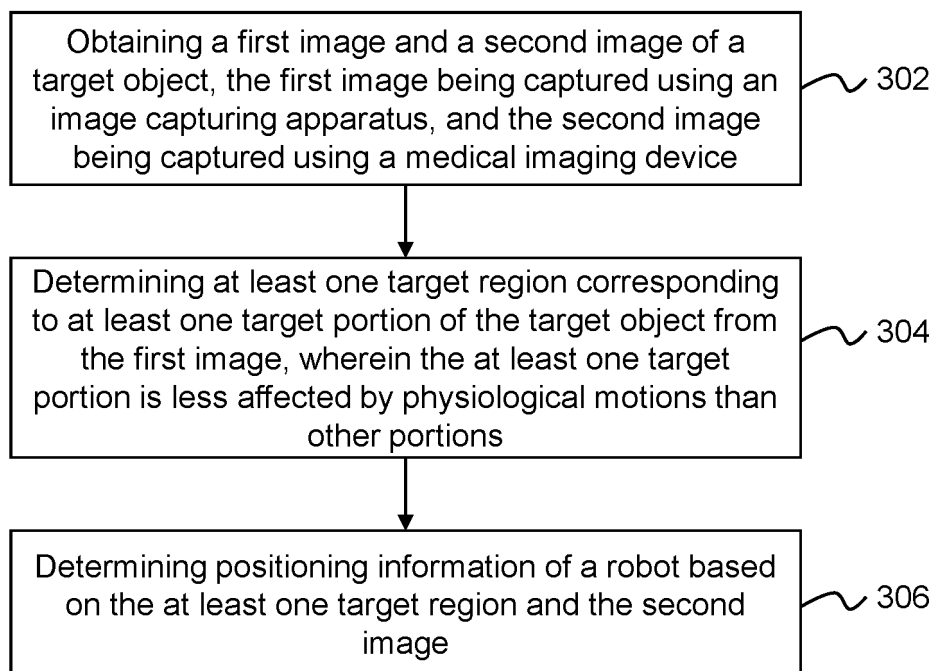 Obtaining a first image and a second image of a
target object, the first image being captured using an
image capturing apparatus, and the second image
being captured using a medical imaging device
302
Determining at least one target region corresponding
to at least one target portion of the target object from
the first image, wherein the at least one target
portion is less affected by physiological motions than
other portions
304
Determining positioning information of a robot based
on the at least one target region and the second
image
306